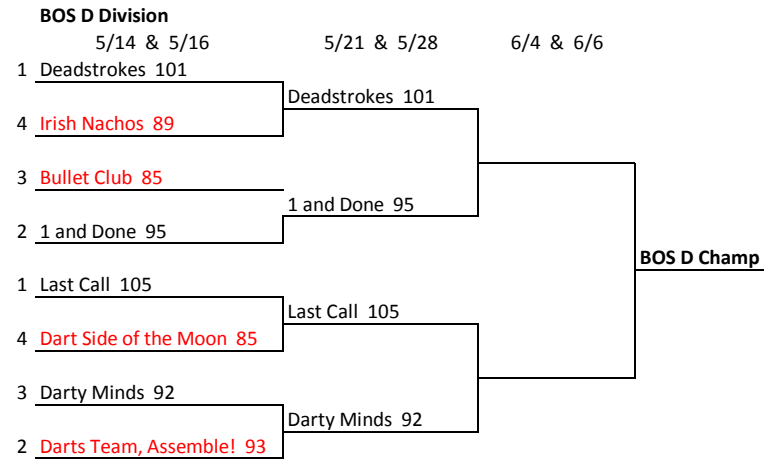 BOS D Division
5/14 & 5/16 5/21 & 5/28 6/4 & 6/6
1 Deadstrokes 101
Deadstrokes 101
4 Irish Nachos 89
3 Bullet Club 85
1 and Done 95
2 1 and Done 95
BOS D Champ
1 Last Call 105
Last Call 105
4 Dart Side of the Moon 85
3 Darty Minds 92
Darty Minds 92
2 Darts Team, Assemble! 93